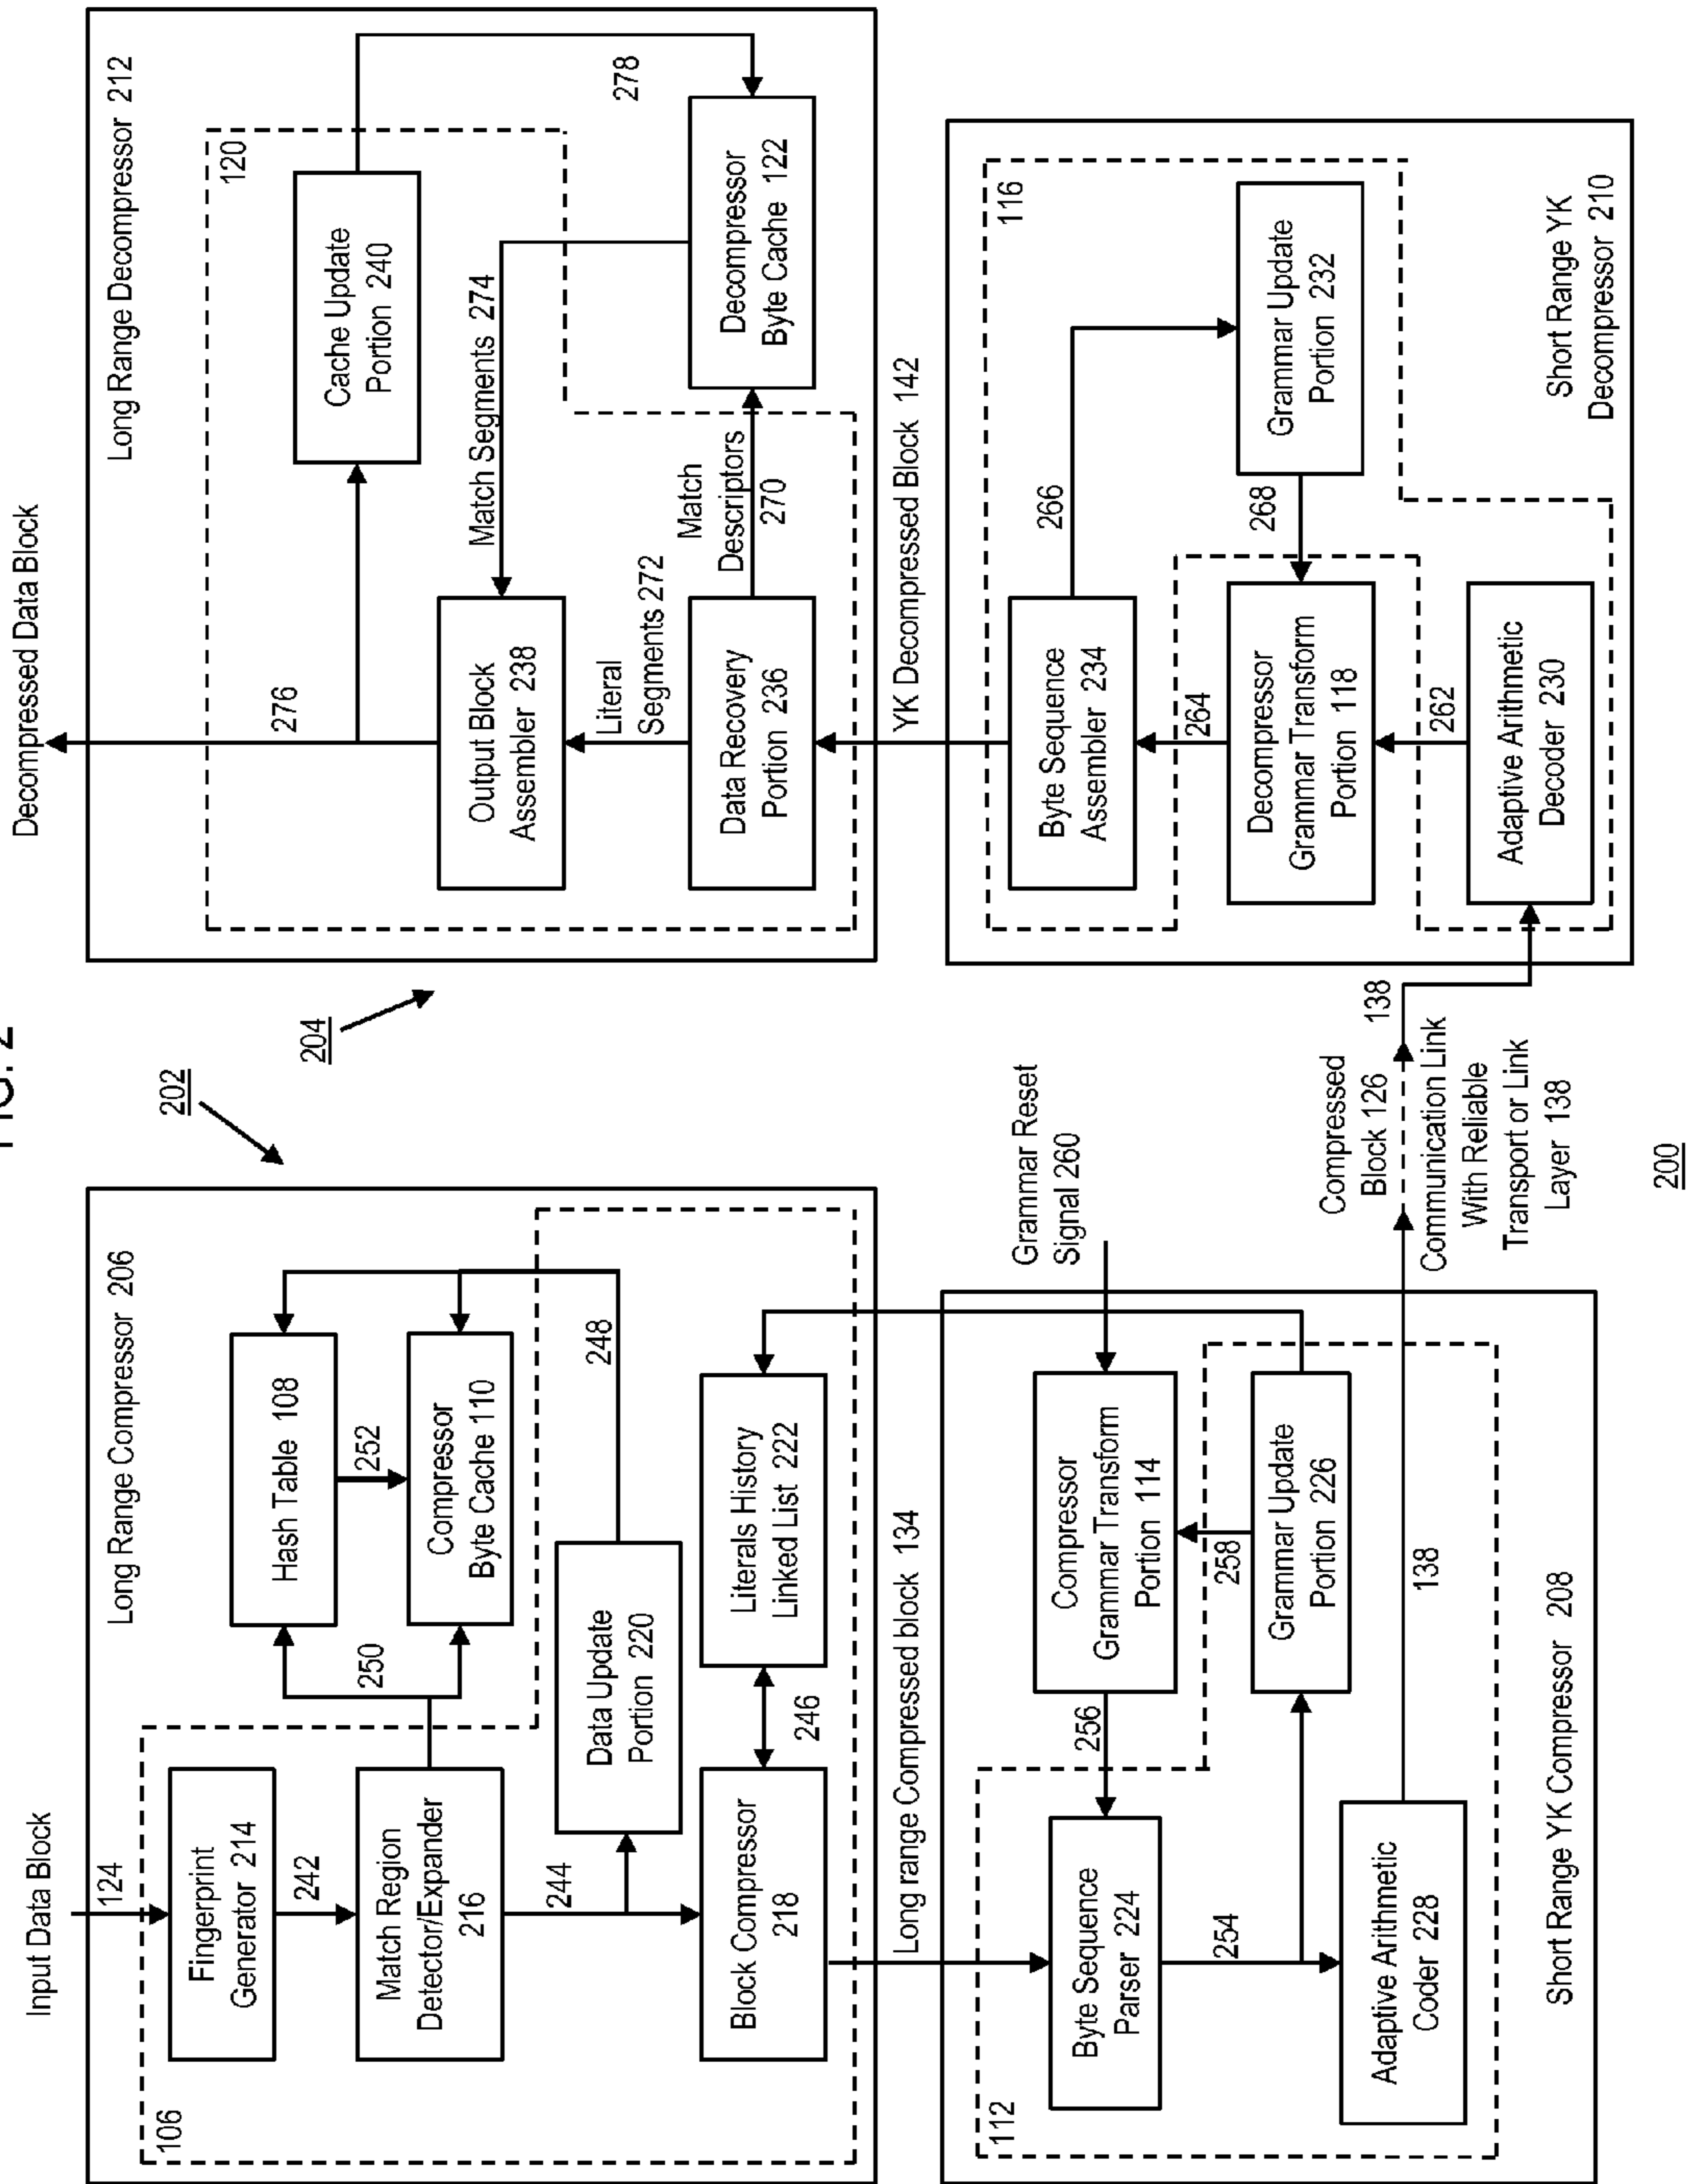 FIG. 2
Input Data Block
124
Long Range Compressor 206
106
Fingerprint
Generator 214
242
Match Region
Detector/Expander
216
250
Hash Table 108
252
Compressor
Byte Cache 110
244
Data Update
Portion 220
248
Block Compressor
218
246
Literals History
Linked List 222
Long range Compressed block 134
112
Byte Sequence
Parser 224
256
Compressor
Grammar Transform
Portion 114
258
254
Grammar Update
Portion 226
Adaptive Arithmetic
Coder 228
138
Short Range YK Compressor 208
202
204
Grammar Reset
Signal 260
Compressed
Block 126
138
Communication Link
With Reliable
Transport or Link
Layer 138
200
Decompressed Data Block
Long Range Decompressor 212
120
276
Cache Update
Portion 240
278
Output Block
Assembler 238
Match Segments 274
Literal
Segments 272
Match
Descriptors
270
Data Recovery
Portion 236
Decompressor
Byte Cache 122
YK Decompressed Block 142
116
Byte Sequence
Assembler 234
266
264
Decompressor
Grammar Transform
Portion 118
268
Grammar Update
Portion 232
262
Adaptive Arithmetic
Decoder 230
Short Range YK
Decompressor 210